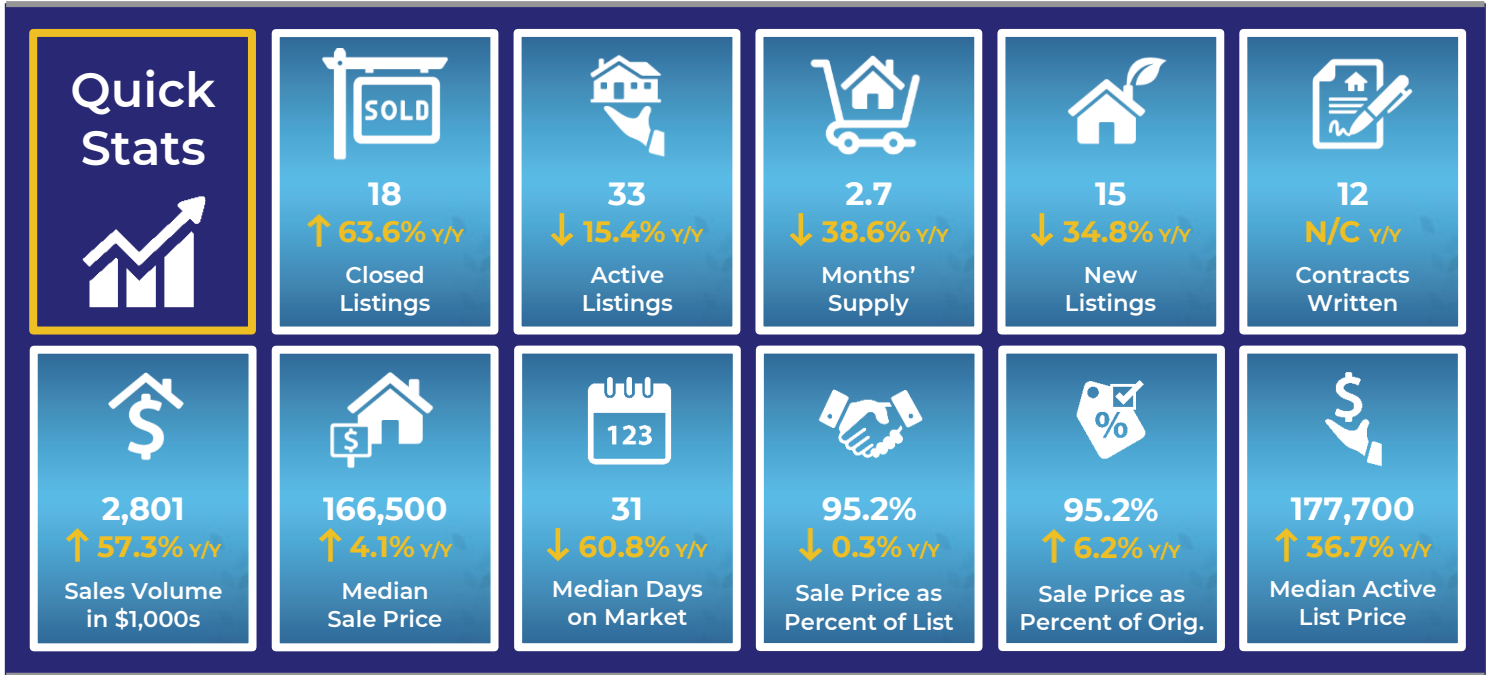 Quick
Stats
SOLD
18
↑ 63.6% Y/Y
Closed
Listings
33
↓ 15.4% Y/Y
Active
Listings
2.7
↓ 38.6% Y/Y
Months’
Supply
15
↓ 34.8% Y/Y
New
Listings
12
N/C Y/Y
Contracts
Written
$
2,801
↑ 57.3% Y/Y
Sales Volume
in $1,000s
$
166,500
↑ 4.1% Y/Y
Median
Sale Price
123
31
↓ 60.8% Y/Y
Median Days
on Market
95.2%
↓ 0.3% Y/Y
Sale Price as
Percent of List
%
95.2%
↑ 6.2% Y/Y
Sale Price as
Percent of Orig.
$
177,700
↑ 36.7% Y/Y
Median Active
List Price